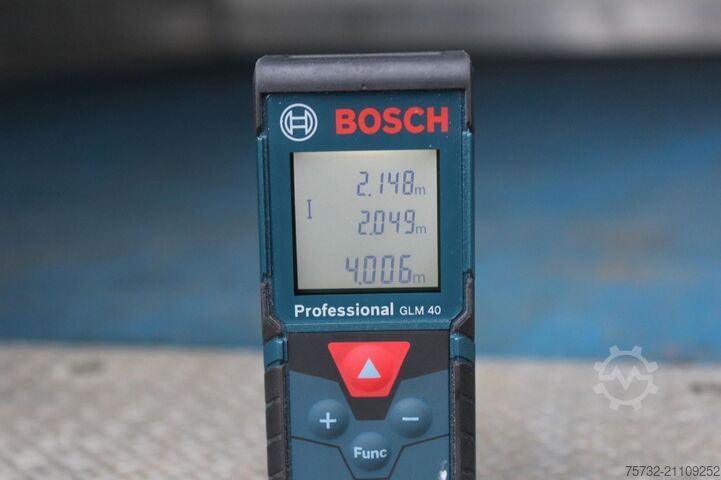 BOSCH
2.148m
I
2.049m
4.006m
Professional GLM 40
+ −
Func
75732-21109252